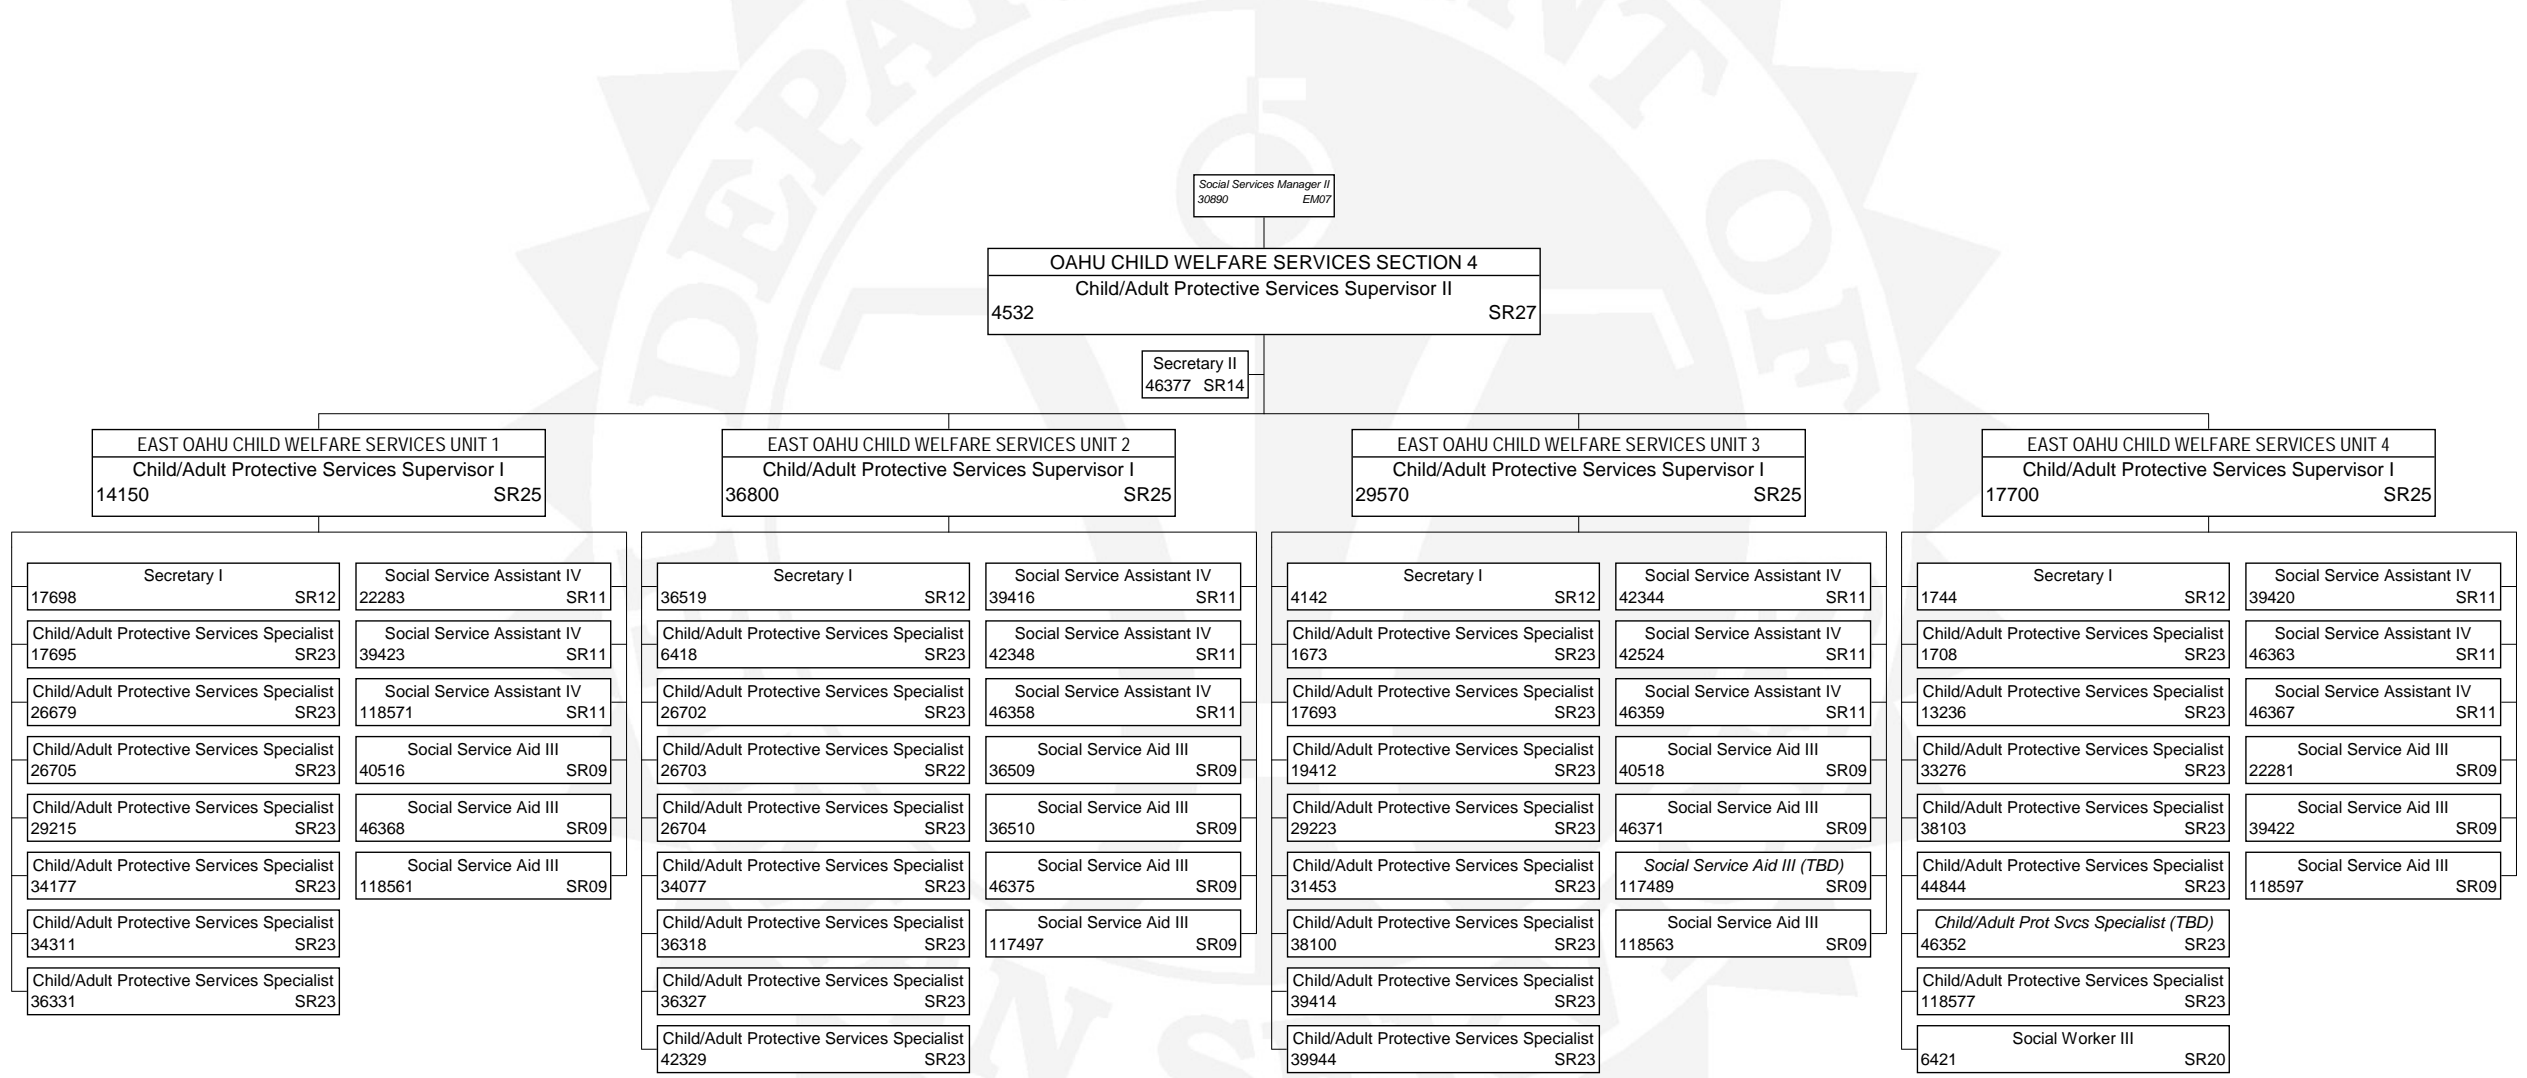 Social Services Manager II
30890 EM07
OAHU CHILD WELFARE SERVICES SECTION 4
Child/Adult Protective Services Supervisor II
4532 SR27
Secretary II
46377 SR14
EAST OAHU CHILD WELFARE SERVICES UNIT 1
Child/Adult Protective Services Supervisor I
14150 SR25
Secretary I
17698 SR12
Child/Adult Protective Services Specialist
17695 SR23
Child/Adult Protective Services Specialist
26679 SR23
Child/Adult Protective Services Specialist
26705 SR23
Child/Adult Protective Services Specialist
29215 SR23
Child/Adult Protective Services Specialist
34177 SR23
Child/Adult Protective Services Specialist
34311 SR23
Child/Adult Protective Services Specialist
36331 SR23
Social Service Assistant IV
22283 SR11
Social Service Assistant IV
39423 SR11
Social Service Assistant IV
118571 SR11
Social Service Aid III
40516 SR09
Social Service Aid III
46368 SR09
Social Service Aid III
118561 SR09
EAST OAHU CHILD WELFARE SERVICES UNIT 2
Child/Adult Protective Services Supervisor I
36800 SR25
Secretary I
36519 SR12
Child/Adult Protective Services Specialist
6418 SR23
Child/Adult Protective Services Specialist
26702 SR23
Child/Adult Protective Services Specialist
26703 SR22
Child/Adult Protective Services Specialist
26704 SR23
Child/Adult Protective Services Specialist
34077 SR23
Child/Adult Protective Services Specialist
36318 SR23
Child/Adult Protective Services Specialist
36327 SR23
Child/Adult Protective Services Specialist
42329 SR23
Social Service Assistant IV
39416 SR11
Social Service Assistant IV
42348 SR11
Social Service Assistant IV
46358 SR11
Social Service Aid III
36509 SR09
Social Service Aid III
36510 SR09
Social Service Aid III
46375 SR09
Social Service Aid III
117497 SR09
EAST OAHU CHILD WELFARE SERVICES UNIT 3
Child/Adult Protective Services Supervisor I
29570 SR25
Secretary I
4142 SR12
Child/Adult Protective Services Specialist
1673 SR23
Child/Adult Protective Services Specialist
17693 SR23
Child/Adult Protective Services Specialist
19412 SR23
Child/Adult Protective Services Specialist
29223 SR23
Child/Adult Protective Services Specialist
31453 SR23
Child/Adult Protective Services Specialist
38100 SR23
Child/Adult Protective Services Specialist
39414 SR23
Child/Adult Protective Services Specialist
39944 SR23
Social Service Assistant IV
42344 SR11
Social Service Assistant IV
42524 SR11
Social Service Assistant IV
46359 SR11
Social Service Aid III
40518 SR09
Social Service Aid III
46371 SR09
Social Service Aid III (TBD)
117489 SR09
Social Service Aid III
118563 SR09
EAST OAHU CHILD WELFARE SERVICES UNIT 4
Child/Adult Protective Services Supervisor I
17700 SR25
Secretary I
1744 SR12
Child/Adult Protective Services Specialist
1708 SR23
Child/Adult Protective Services Specialist
13236 SR23
Child/Adult Protective Services Specialist
33276 SR23
Child/Adult Protective Services Specialist
38103 SR23
Child/Adult Protective Services Specialist
44844 SR23
Child/Adult Prot Svcs Specialist (TBD)
46352 SR23
Child/Adult Protective Services Specialist
118577 SR23
Social Worker III
6421 SR20
Social Service Assistant IV
39420 SR11
Social Service Assistant IV
46363 SR11
Social Service Assistant IV
46367 SR11
Social Service Aid III
22281 SR09
Social Service Aid III
39422 SR09
Social Service Aid III
118597 SR09